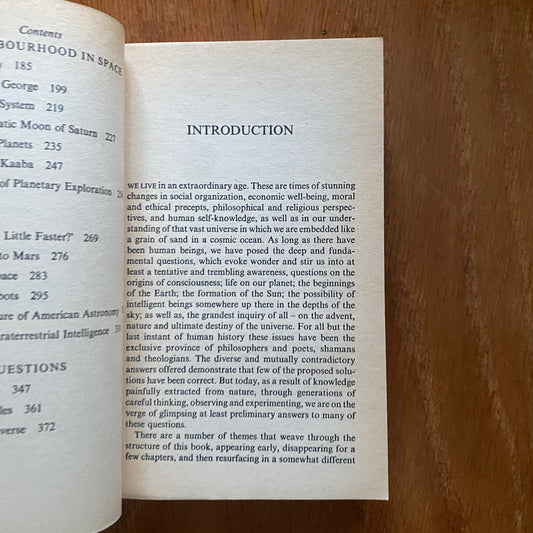 Contents
BOURHOOD IN SPACE
185
George 199
System 219
atic Moon of Saturn 227
Planets 235
Kaaba 247
of Planetary Exploration
Little Faster?' 269
to Mars 276
pace 283
bots 295
ure of American Astronomy
raterrestrial Intelligence
UESTIONS
347
les 361
verse 372
INTRODUCTION
WE LIVE in an extraordinary age. These are times of stunning
changes in social organization, economic well-being, moral
and ethical precepts, philosophical and religious perspec-
tives, and human self-knowledge, as well as in our under-
standing of that vast universe in which we are embedded like
a grain of sand in a cosmic ocean. As long as there have
been human beings, we have posed the deep and funda-
mental questions, which evoke wonder and stir us into at
least a tentative and trembling awareness, questions on the
origins of consciousness; life on our planet; the beginnings
of the Earth; the formation of the Sun; the possibility of
intelligent beings somewhere up there in the depths of the
sky; as well as, the grandest inquiry of all – on the advent,
nature and ultimate destiny of the universe. For all but the
last instant of human history these issues have been the
exclusive province of philosophers and poets, shamans
and theologians. The diverse and mutually contradictory
answers offered demonstrate that few of the proposed solu-
tions have been correct. But today, as a result of knowledge
painfully extracted from nature, through generations of
careful thinking, observing and experimenting, we are on the
verge of glimpsing at least preliminary answers to many of
these questions.
There are a number of themes that weave through the
structure of this book, appearing early, disappearing for a
few chapters, and then resurfacing in a somewhat different